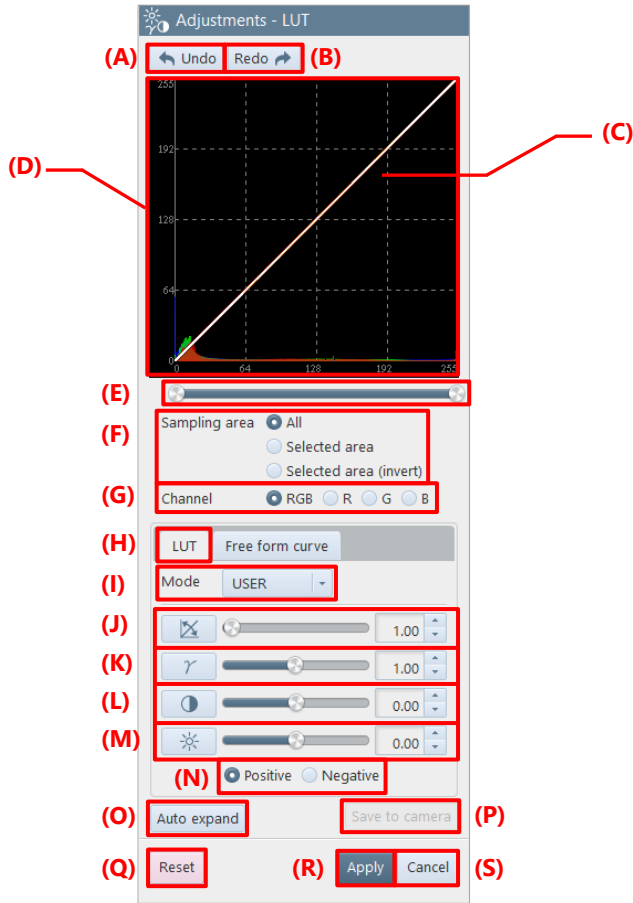 Adjustments - LUT
(A) Undo Redo (B)
255
(C)
192
(D)
128
64
0
0 64 128 192 255
(E)
(F) Sampling area All
Selected area
Selected area (invert)
(G) Channel RGB R G B
(H) LUT Free form curve
(I) Mode USER
(J) 1.00
(K) γ 1.00
(L) 0.00
(M) 0.00
(N) Positive Negative
(O) Auto expand Save to camera (P)
(Q) Reset (R) Apply Cancel (S)